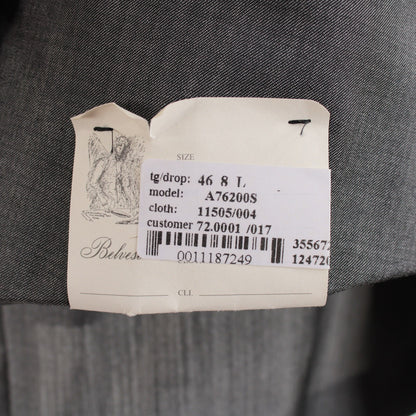 SIZE
tg/drop: 46 8 L
model: A76200S
cloth: 11505/004
customer 72.0001 /017
35567
0011187249
12472
Belves
CLL